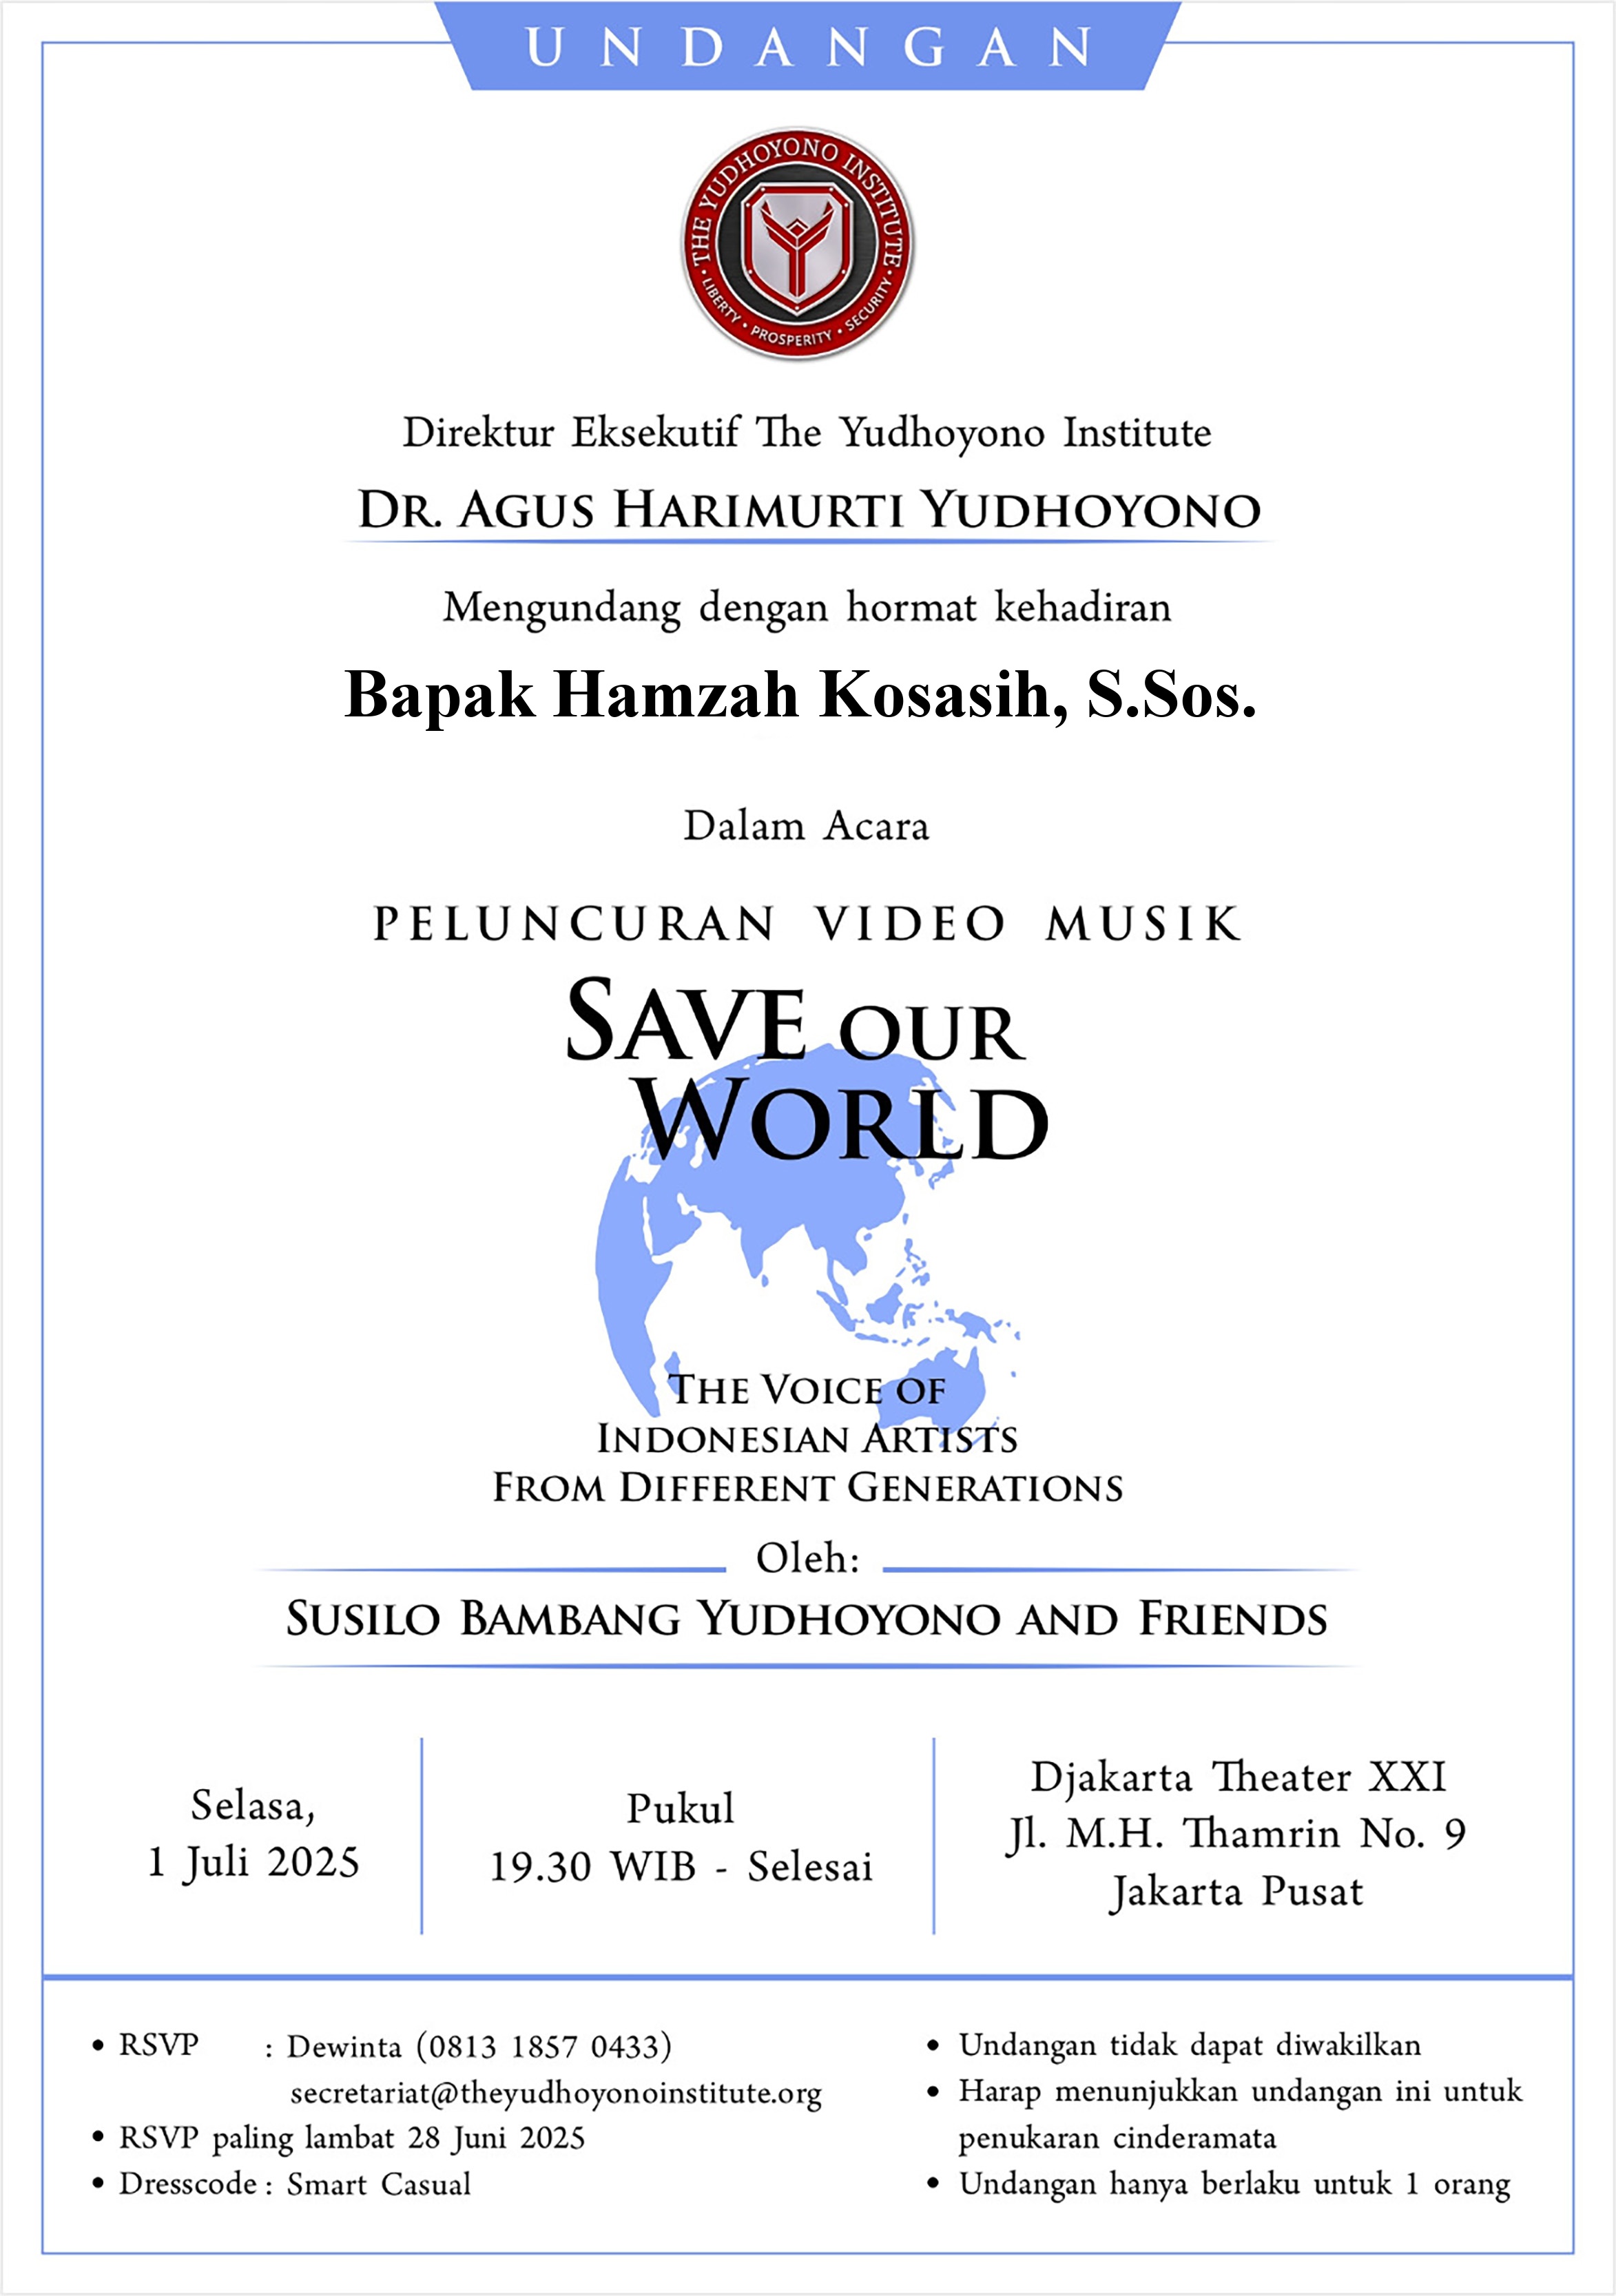 UNDANGAN
THE YUDHOYONO INSTITUTE
• LIBERTY • PROSPERITY • SECURITY •
Direktur Eksekutif The Yudhoyono Institute
DR. AGUS HARIMURTI YUDHOYONO
Mengundang dengan hormat kehadiran
Bapak Hamzah Kosasih, S.Sos.
Dalam Acara
PELUNCURAN VIDEO MUSIK
SAVE OUR
WORLD
THE VOICE OF
INDONESIAN ARTISTS
FROM DIFFERENT GENERATIONS
Oleh:
SUSILO BAMBANG YUDHOYONO AND FRIENDS
Selasa,
1 Juli 2025
Pukul
19.30 WIB - Selesai
Djakarta Theater XXI
Jl. M.H. Thamrin No. 9
Jakarta Pusat
• RSVP : Dewinta (0813 1857 0433)
secretariat@theyudhoyonoinstitute.org
• RSVP paling lambat 28 Juni 2025
• Dresscode : Smart Casual
• Undangan tidak dapat diwakilkan
• Harap menunjukkan undangan ini untuk
penukaran cinderamata
• Undangan hanya berlaku untuk 1 orang